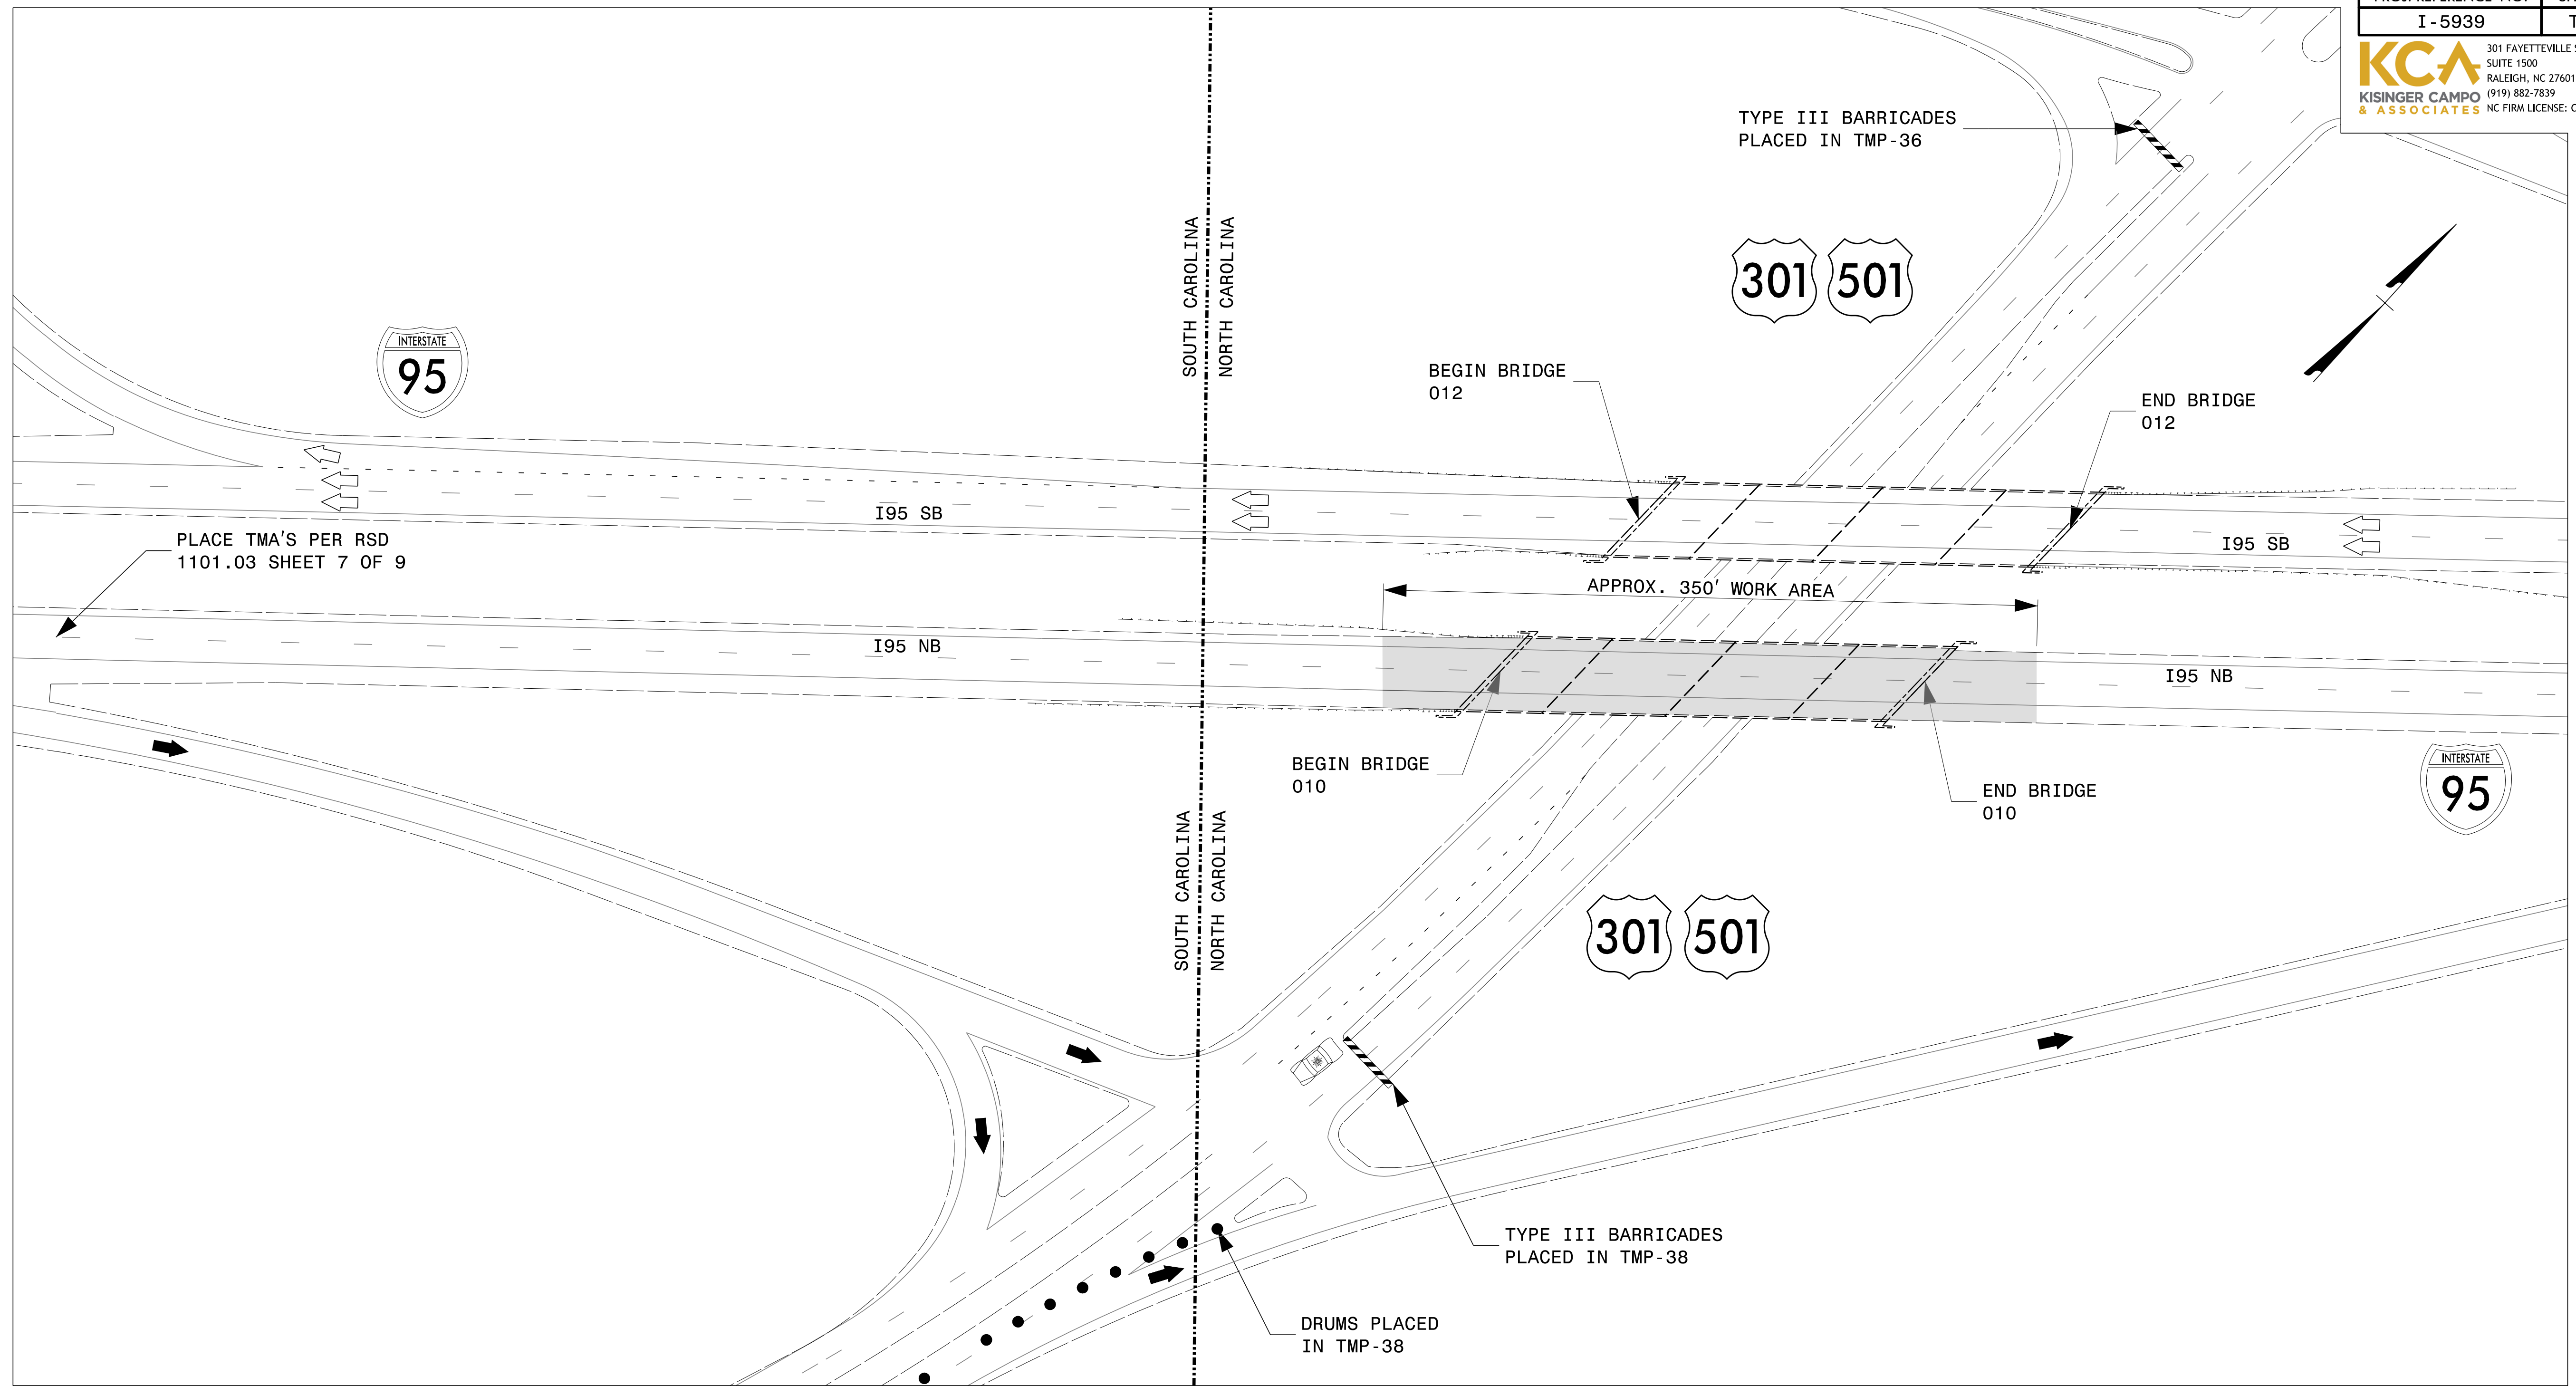 I-5939
KCA
KISINGER CAMPO
& ASSOCIATES
301 FAYETTEVILLE
SUITE 1500
RALEIGH, NC 27601
(919) 882-7839
NC FIRM LICENSE:
TYPE III BARRICADES
PLACED IN TMP-36
SOUTH CAROLINA
NORTH CAROLINA
301
501
INTERSTATE
95
BEGIN BRIDGE
012
END BRIDGE
012
I95 SB
I95 SB
PLACE TMA'S PER RSD
1101.03 SHEET 7 OF 9
APPROX. 350' WORK AREA
I95 NB
I95 NB
BEGIN BRIDGE
010
END BRIDGE
010
INTERSTATE
95
SOUTH CAROLINA
NORTH CAROLINA
301
501
TYPE III BARRICADES
PLACED IN TMP-38
DRUMS PLACED
IN TMP-38